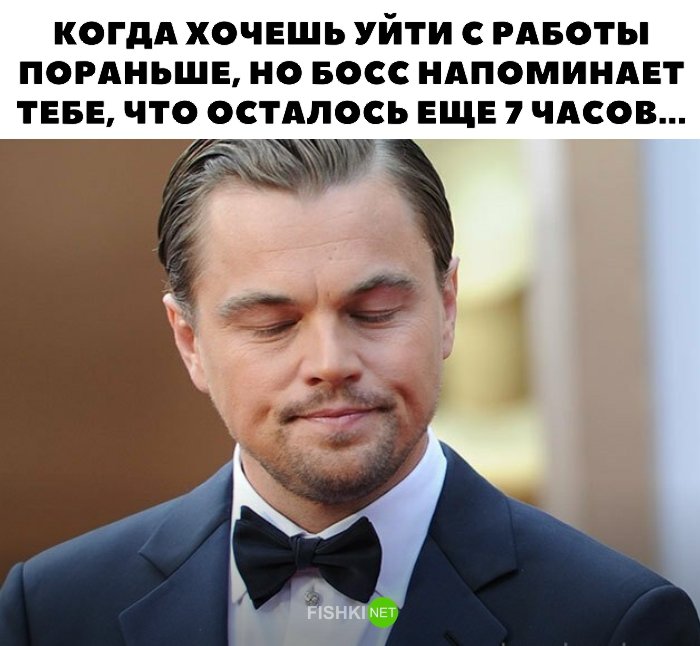 КОГДА ХОЧЕШЬ УЙТИ С РАБОТЫ
ПОРАНЬШЕ, НО БОСС НАПОМИНАЕТ
ТЕБЕ, ЧТО ОСТАЛОСЬ ЕЩЕ 7 ЧАСОВ...
FISHKI NET